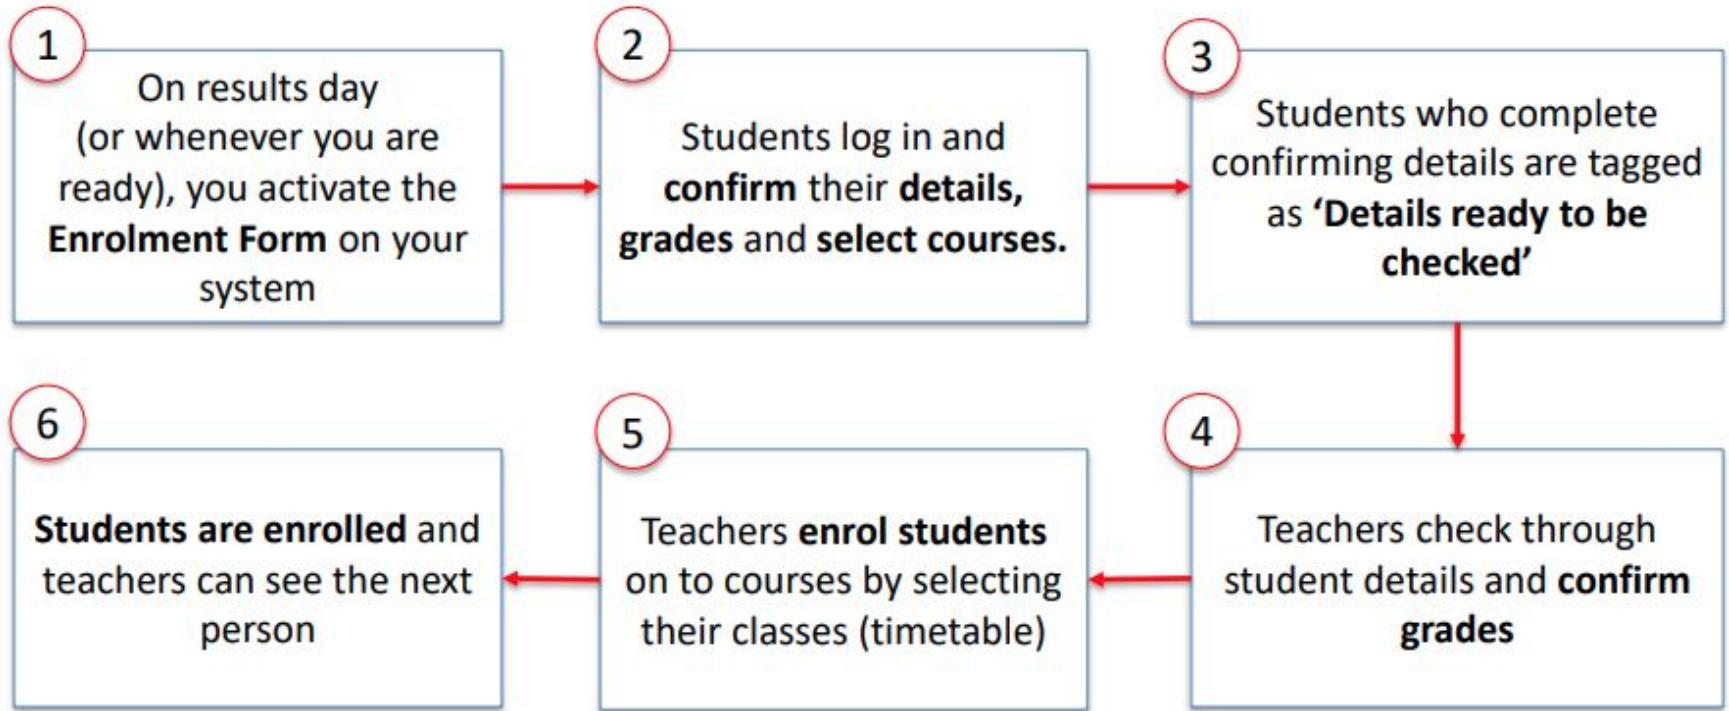 1
On results day
(or whenever you are
ready), you activate the
Enrolment Form on your
system
2
Students log in and
confirm their details,
grades and select courses.
3
Students who complete
confirming details are tagged
as ‘Details ready to be
checked’
4
Teachers check through
student details and confirm
grades
5
Teachers enrol students
on to courses by selecting
their classes (timetable)
6
Students are enrolled and
teachers can see the next
person